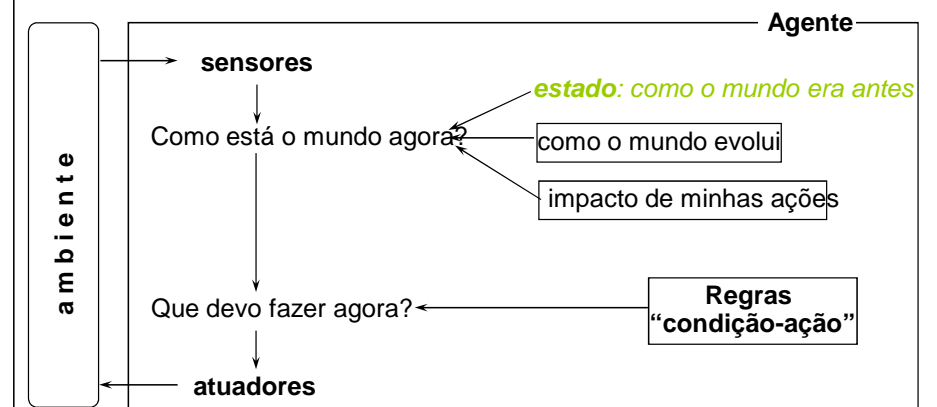 Agente
sensores
estado: como o mundo era antes
Como está o mundo agora?
como o mundo evolui
impacto de minhas ações
ambiente
Que devo fazer agora?
Regras
“condição-ação”
atuadores